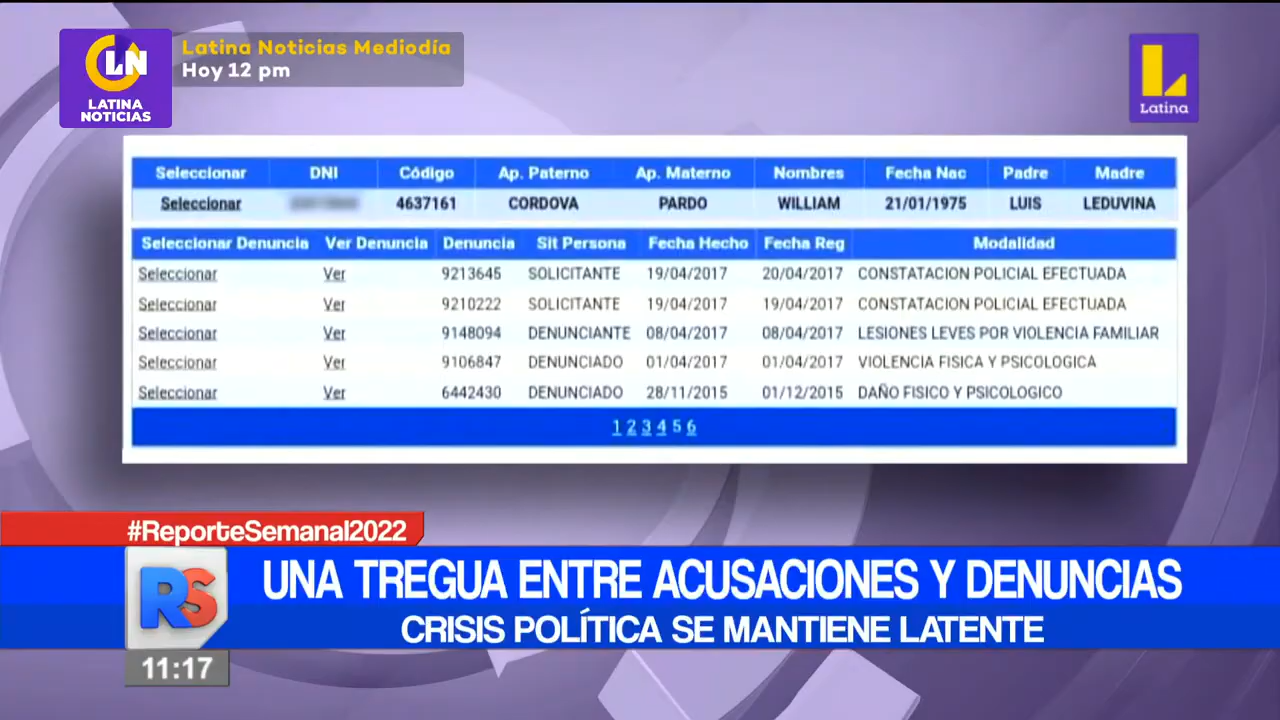 Latina Noticias Mediodía
Hoy 12 pm
LN
LATINA
NOTICIAS
L
Latina
Seleccionar DNI Código Ap. Paterno Ap. Materno Nombres Fecha Nac Padre Madre
Seleccionar 4637161 CORDOVA PARDO WILLIAM 21/01/1975 LUIS LEDUVINA
Seleccionar Denuncia Ver Denuncia Denuncia Sit Persona Fecha Hecho Fecha Reg Modalidad
Seleccionar Ver 9213645 SOLICITANTE 19/04/2017 20/04/2017 CONSTATACION POLICIAL EFECTUADA
Seleccionar Ver 9210222 SOLICITANTE 19/04/2017 19/04/2017 CONSTATACION POLICIAL EFECTUADA
Seleccionar Ver 9148094 DENUNCIANTE 08/04/2017 08/04/2017 LESIONES LEVES POR VIOLENCIA FAMILIAR
Seleccionar Ver 9106847 DENUNCIADO 01/04/2017 01/04/2017 VIOLENCIA FISICA Y PSICOLOGICA
Seleccionar Ver 6442430 DENUNCIADO 28/11/2015 01/12/2015 DAÑO FISICO Y PSICOLOGICO
1 2 3 4 5 6
#ReporteSemanal2022
RS
UNA TREGUA ENTRE ACUSACIONES Y DENUNCIAS
CRISIS POLÍTICA SE MANTIENE LATENTE
11:17